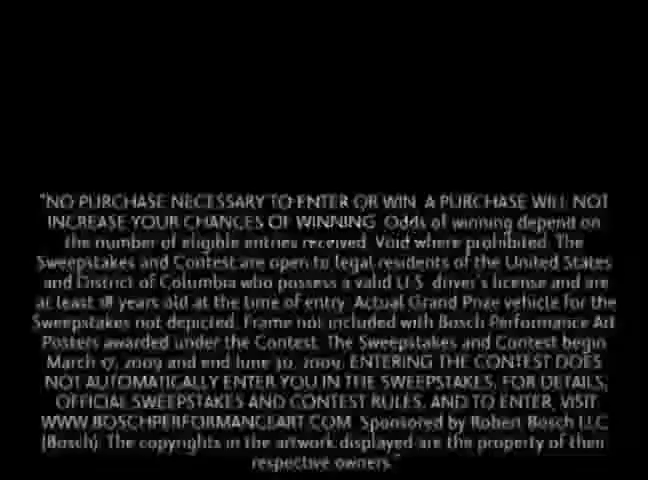 "NO PURCHASE NECESSARY TO ENTER OR WIN. A PURCHASE WILL NOT
INCREASE YOUR CHANCES OF WINNING. Odds of winning depend on
the number of eligible entries received. Void where prohibited. The
Sweepstakes and Contest are open to legal residents of the United States
and District of Columbia who possess a valid U.S. driver's license and are
at least 18 years old at the time of entry. Actual Grand Prize vehicle for the
Sweepstakes not depicted. Frame not included with Bosch Performance Art
Posters awarded under the Contest. The Sweepstakes and Contest begin
March 17, 2009 and end June 30, 2009. ENTERING THE CONTEST DOES
NOT AUTOMATICALLY ENTER YOU IN THE SWEEPSTAKES. FOR DETAILS,
OFFICIAL SWEEPSTAKES AND CONTEST RULES, AND TO ENTER, VISIT
WWW.BOSCHPERFORMANCEART.COM. Sponsored by Robert Bosch LLC
(Bosch). The copyrights in the artwork displayed are the property of their
respective owners."